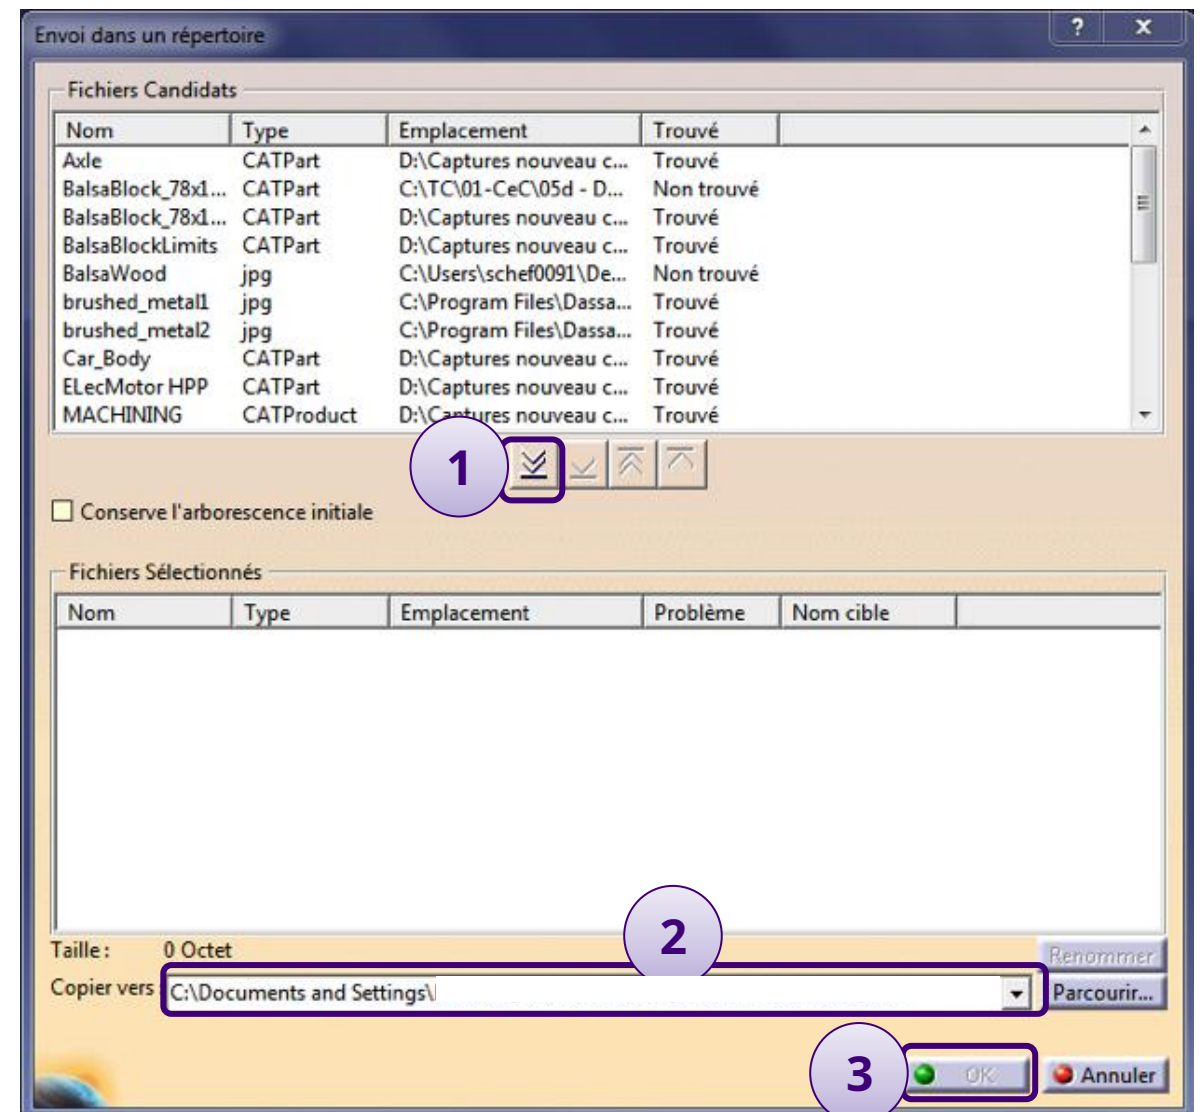 Envoi dans un répertoire ? x
Fichiers Candidats
Nom Type Emplacement Trouvé
Axle CATPart D:\Captures nouveau c... Trouvé
BalsaBlock_78x1... CATPart C:\TC\01-CeC\05d - D... Non trouvé
BalsaBlock_78x1... CATPart D:\Captures nouveau c... Trouvé
BalsaBlockLimits CATPart D:\Captures nouveau c... Trouvé
BalsaWood jpg C:\Users\schef0091\De... Non trouvé
brushed_metal1 jpg C:\Program Files\Dassa... Trouvé
brushed_metal2 jpg C:\Program Files\Dassa... Trouvé
Car_Body CATPart D:\Captures nouveau c... Trouvé
ELecMotor HPP CATPart D:\Captures nouveau c... Trouvé
MACHINING CATProduct D:\Captures nouveau c... Trouvé
1
Conserve l'arborescence initiale
Fichiers Sélectionnés
Nom Type Emplacement Problème Nom cible
2
Taille : 0 Octet Renommer
Copier vers : C:\Documents and Settings\ Parcourir...
3 OK Annuler